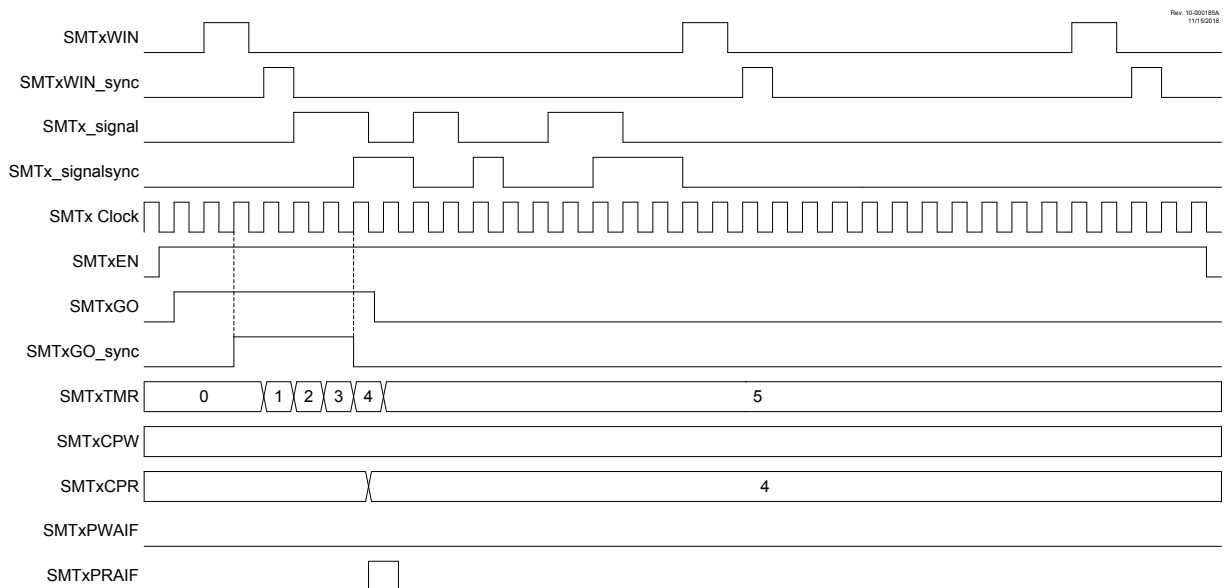 Rev. 10-000185A
11/15/2018
SMTxWIN
SMTxWIN_sync
SMTx_signal
SMTx_signalsync
SMTx Clock
SMTxEN
SMTxGO
SMTxGO_sync
SMTxTMR 0 1 2 3 4 5
SMTxCPW
SMTxCPR 4
SMTxPWAIF
SMTxPRAIF